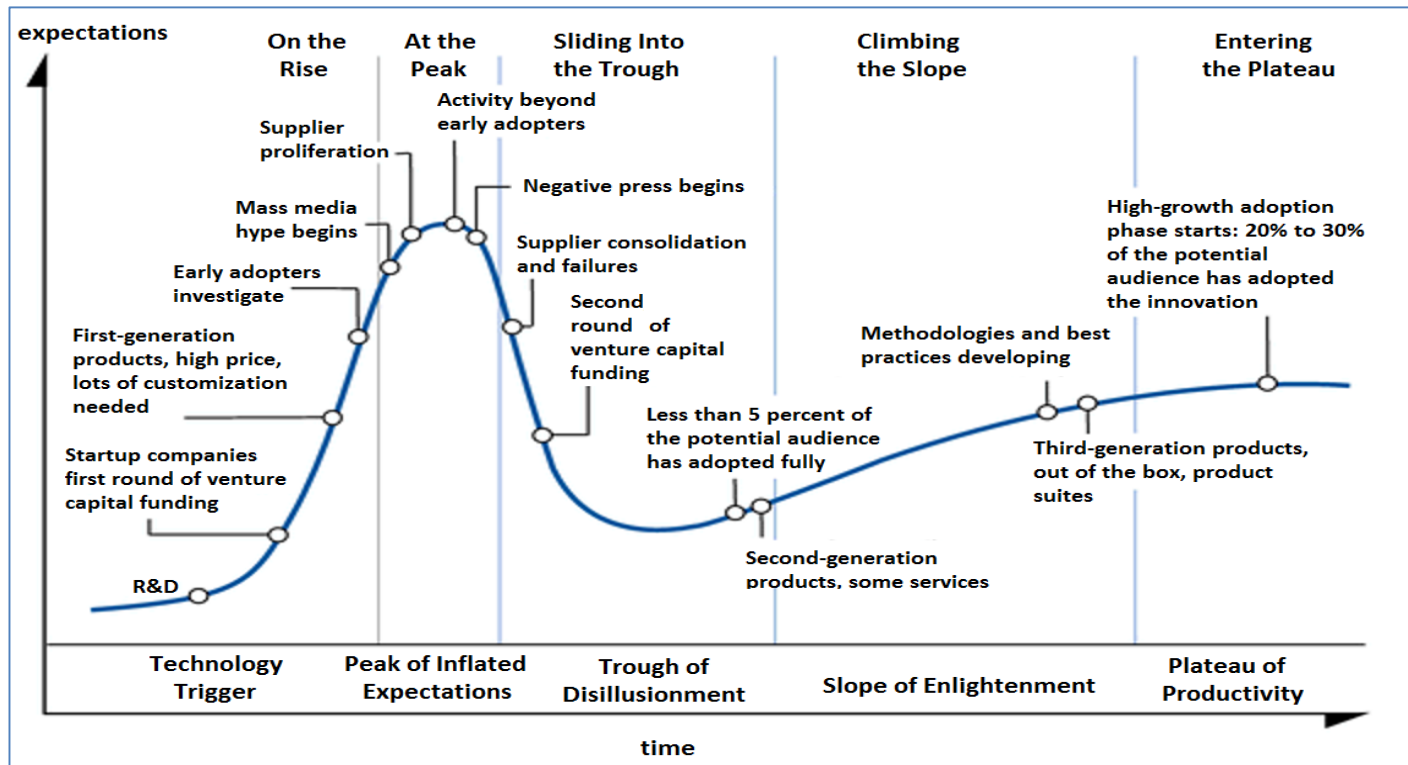 expectations
On the
Rise
At the
Peak
Sliding Into
the Trough
Climbing
the Slope
Entering
the Plateau
Activity beyond
early adopters
Supplier
proliferation
Negative press begins
Mass media
hype begins
Supplier consolidation
and failures
Early adopters
investigate
Second
round of
venture capital
funding
First-generation
products, high price,
lots of customization
needed
High-growth adoption
phase starts: 20% to 30%
of the potential
audience has adopted
the innovation
Methodologies and best
practices developing
Less than 5 percent of
the potential audience
has adopted fully
Startup companies
first round of venture
capital funding
Third-generation products,
out of the box, product
suites
Second-generation
products, some services
R&D
Technology
Trigger
Peak of Inflated
Expectations
Trough of
Disillusionment
Slope of Enlightenment
Plateau of
Productivity
time